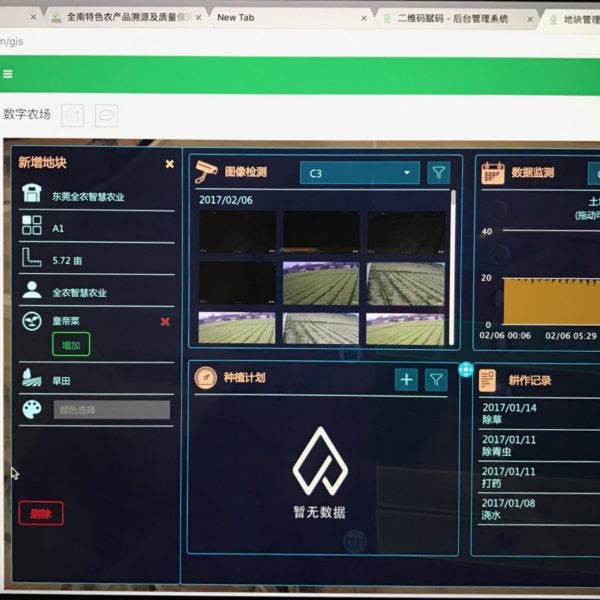 全南特色农产品溯源及质量保
New Tab
二维码赋码 - 后台管理系统
地块管理
m/gis
数字农场
新增地块
东莞全农智慧农业
A1
5.72 亩
全农智慧农业
皇帝菜
增加
旱田
颜色选择
删除
图像检测
C3
2017/02/06
种植计划
暂无数据
数据监测
土
(拖动可
40
20
0
02/06 00:06
02/06 05:29
耕作记录
2017/01/14
除草
2017/01/11
除青虫
2017/01/11
打药
2017/01/08
浇水